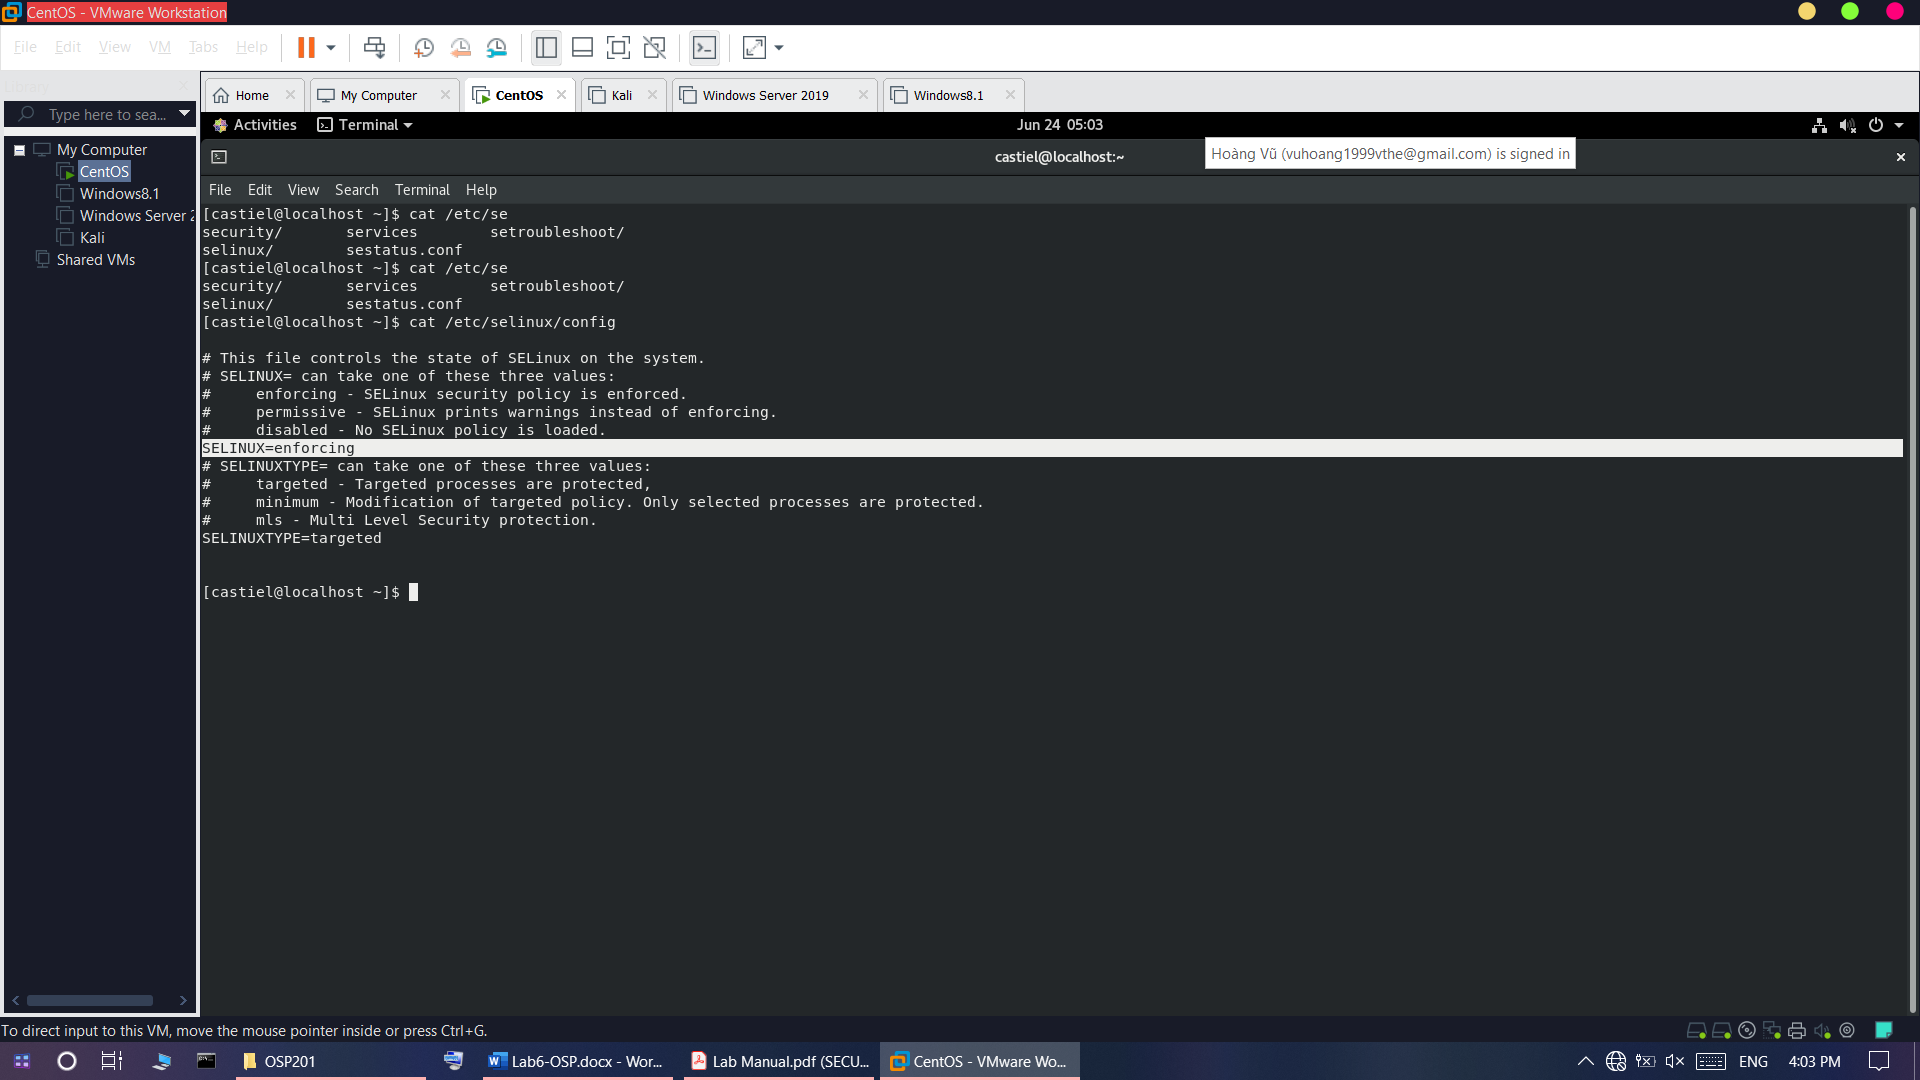 CentOS - VMware Workstation
File Edit View VM Tabs Help
Library
Type here to sea...
My Computer
CentOS
Windows8.1
Windows Server 2
Kali
Shared VMs
Home
My Computer
CentOS
Kali
Windows Server 2019
Windows8.1
Activities
Terminal
Jun 24 05:03
castiel@localhost:~
Hoàng Vũ (vuhoang1999vthe@gmail.com) is signed in
File Edit View Search Terminal Help
[castiel@localhost ~]$ cat /etc/se
security/ services setroubleshoot/
selinux/ sestatus.conf
[castiel@localhost ~]$ cat /etc/se
security/ services setroubleshoot/
selinux/ sestatus.conf
[castiel@localhost ~]$ cat /etc/selinux/config
# This file controls the state of SELinux on the system.
# SELINUX= can take one of these three values:
# enforcing - SELinux security policy is enforced.
# permissive - SELinux prints warnings instead of enforcing.
# disabled - No SELinux policy is loaded.
SELINUX=enforcing
# SELINUXTYPE= can take one of these three values:
# targeted - Targeted processes are protected,
# minimum - Modification of targeted policy. Only selected processes are protected.
# mls - Multi Level Security protection.
SELINUXTYPE=targeted
[castiel@localhost ~]$
To direct input to this VM, move the mouse pointer inside or press Ctrl+G.
OSP201
Lab6-OSP.docx - Wor...
Lab Manual.pdf (SECU...
CentOS - VMware Wo...
ENG
4:03 PM